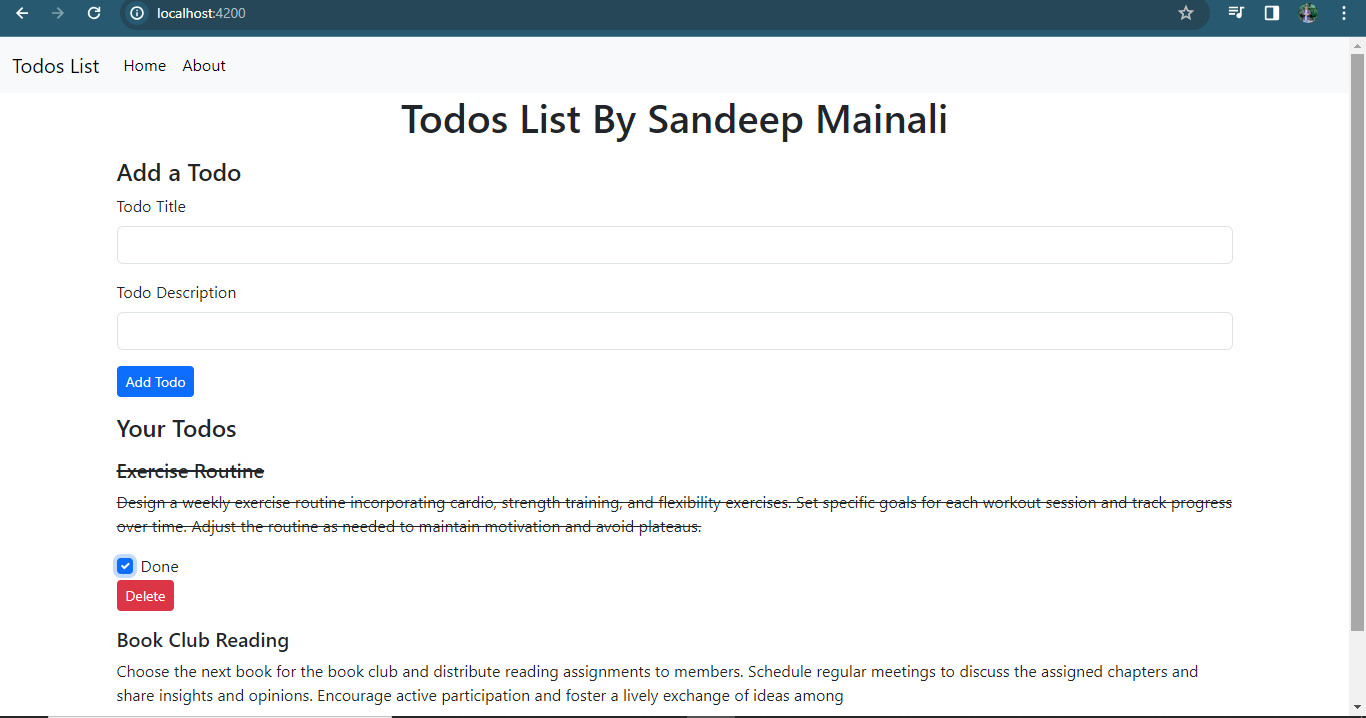 localhost:4200
Todos List Home About
Todos List By Sandeep Mainali
Add a Todo
Todo Title
Todo Description
Add Todo
Your Todos
Exercise Routine
Design a weekly exercise routine incorporating cardio, strength training, and flexibility exercises. Set specific goals for each workout session and track progress
over time. Adjust the routine as needed to maintain motivation and avoid plateaus.
Done
Delete
Book Club Reading
Choose the next book for the book club and distribute reading assignments to members. Schedule regular meetings to discuss the assigned chapters and
share insights and opinions. Encourage active participation and foster a lively exchange of ideas among